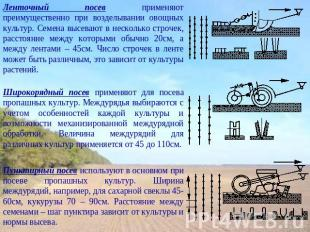 Ленточный посев применяют
преимущественно при возделывании овощных
культур. Семена высевают в несколько строчек,
расстояние между которыми обычно 20см, а
между лентами – 45см. Число строчек в ленте
может быть различным, это зависит от культуры
растений.
Широкорядный посев применяют для посева
пропашных культур. Междурядья выбираются с
учетом особенностей каждой культуры и
возможности механизированной междурядной
обработки. Величина междурядий для
различных культур применяется от 45 до 110см.
Пунктирный посев используют в основном при
посеве пропашных культур. Ширина
междурядий, например, для сахарной свеклы 45-
60см, кукурузы 70 – 90см. Расстояние между
семенами – шаг пунктира зависит от культуры и
нормы высева.
PPT4WEB.ru